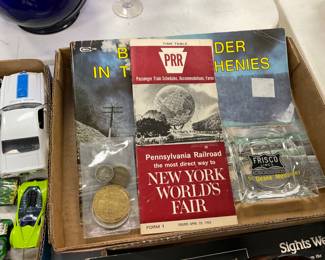 B DER
IN T HENIES
TIME TABLE
PRR
Passenger Train Schedules, Accommodations, Fares
Pennsylvania Railroad
the most direct way to
NEW YORK
WORLD'S
FAIR
FORM 1
FRISCO
Sights We